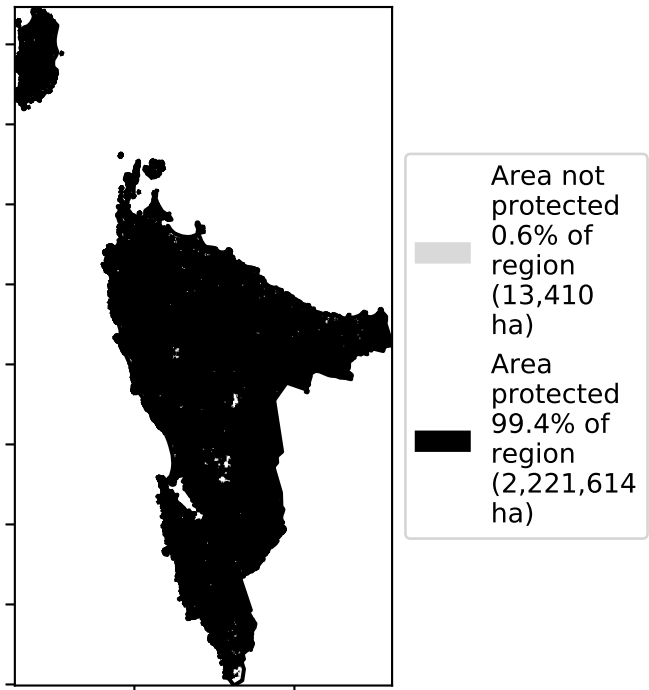 Area not
protected
0.6% of
region
(13,410
ha)
Area
protected
99.4% of
region
(2,221,614
ha)